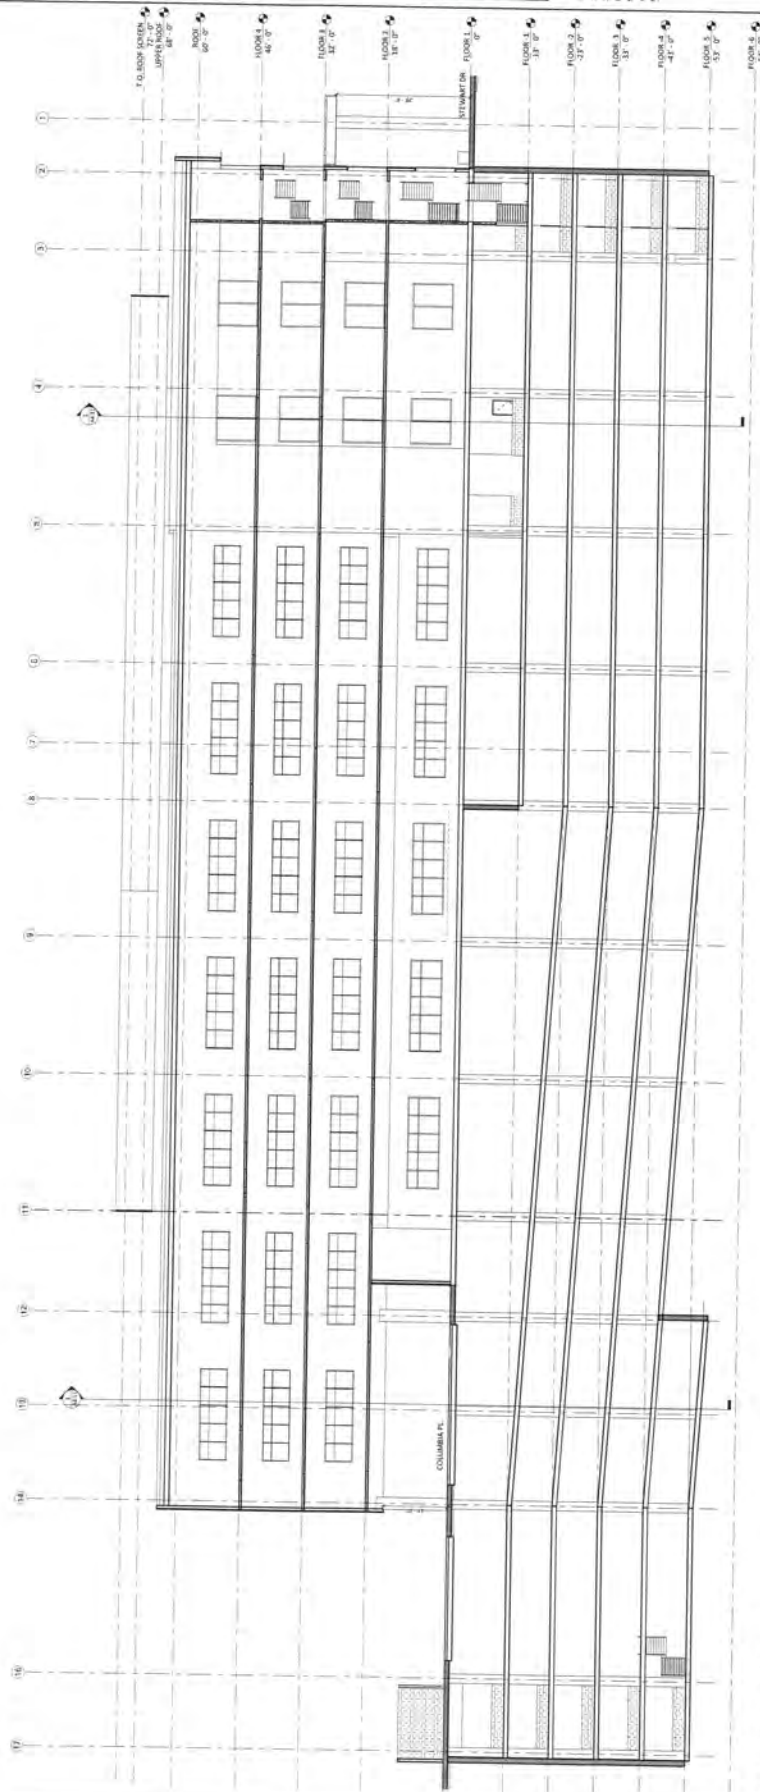 T.O. ROOF SCREEN
72' - 0"
UPPER ROOF
68' - 0"
ROOF
60' - 0"
FLOOR 4
46' - 0"
FLOOR 3
32' - 0"
FLOOR 2
18' - 0"
FLOOR 1
0"
FLOOR -1
-13' - 0"
FLOOR -2
-23' - 0"
FLOOR -3
-33' - 0"
FLOOR -4
-43' - 0"
FLOOR -5
-53' - 0"
FLOOR -6
STEWART DR.
COLUMBIA PL.
1
2
3
4
5
6
7
8
9
10
11
12
13
14
16
17